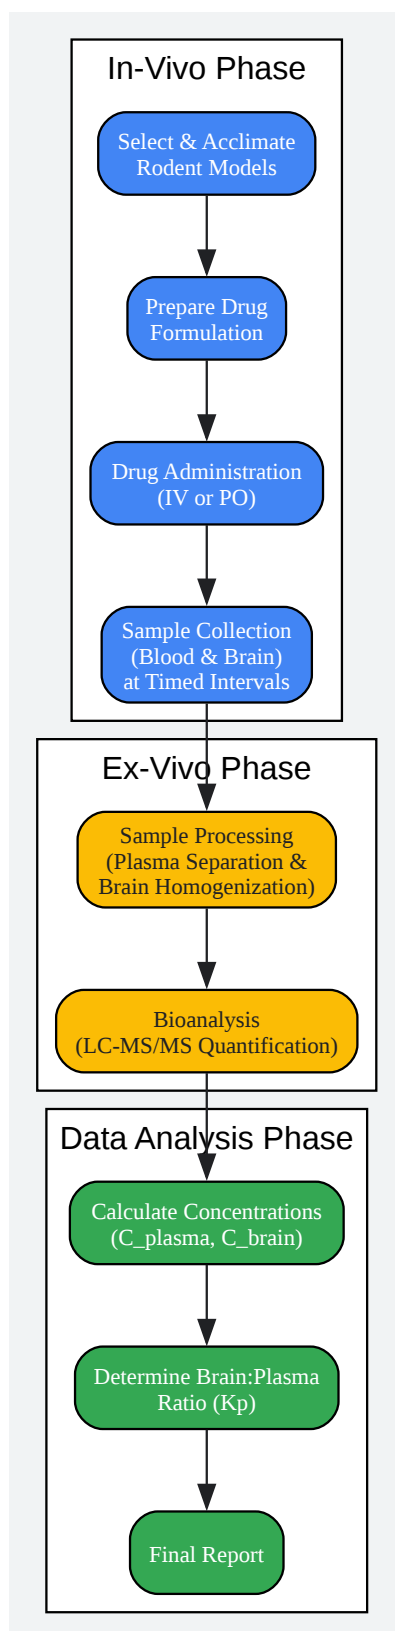 In-Vivo Phase
Select & Acclimate
Rodent Models
Prepare Drug
Formulation
Drug Administration
(IV or PO)
Sample Collection
(Blood & Brain)
at Timed Intervals
Ex-Vivo Phase
Sample Processing
(Plasma Separation &
Brain Homogenization)
Bioanalysis
(LC-MS/MS Quantification)
Data Analysis Phase
Calculate Concentrations
(C_plasma, C_brain)
Determine Brain:Plasma
Ratio (Kp)
Final Report